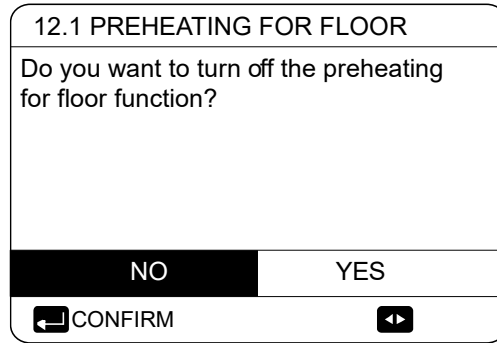 12.1 PREHEATING FOR FLOOR
Do you want to turn off the preheating
for floor function?
NO YES
CONFIRM